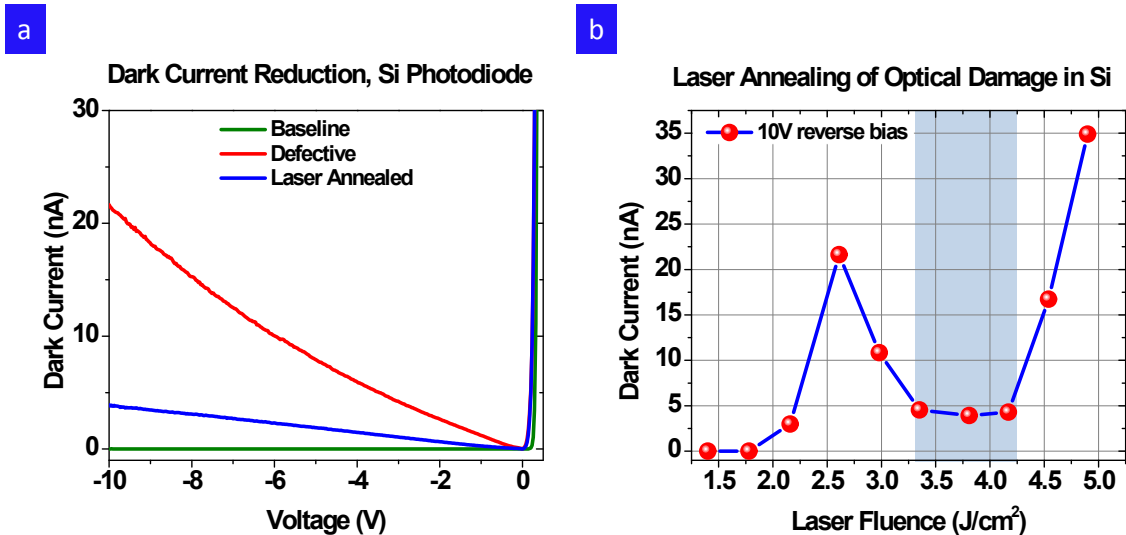 a
Dark Current Reduction, Si Photodiode
Dark Current (nA)
30
20
10
0
Baseline
Defective
Laser Annealed
-10
-8
-6
-4
-2
0
Voltage (V)
b
Laser Annealing of Optical Damage in Si
Dark Current (nA)
35
30
25
20
15
10
5
0
10V reverse bias
1.5
2.0
2.5
3.0
3.5
4.0
4.5
5.0
Laser Fluence (J/cm²)